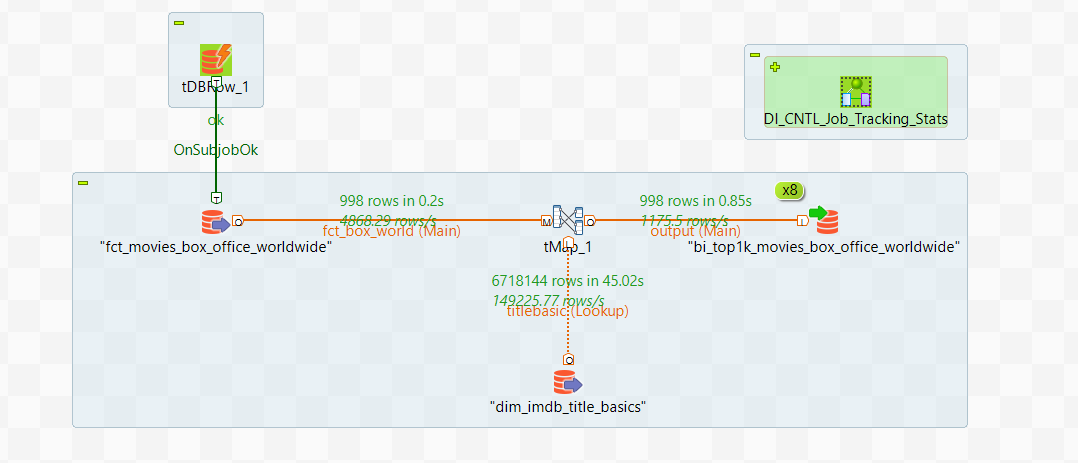 tDBRow_1
ok
OnSubjobOk
DI_CNTL_Job_Tracking_Stats
x8
998 rows in 0.2s
4868.29 rows/s
fct_box_world (Main)
998 rows in 0.85s
1175.5 rows/s
output (Main)
"fct_movies_box_office_worldwide"
tMap_1
"bi_top1k_movies_box_office_worldwide"
6718144 rows in 45.02s
149225.77 rows/s
titlebasic (Lookup)
"dim_imdb_title_basics"
T
T
O
M
O
I
L
O